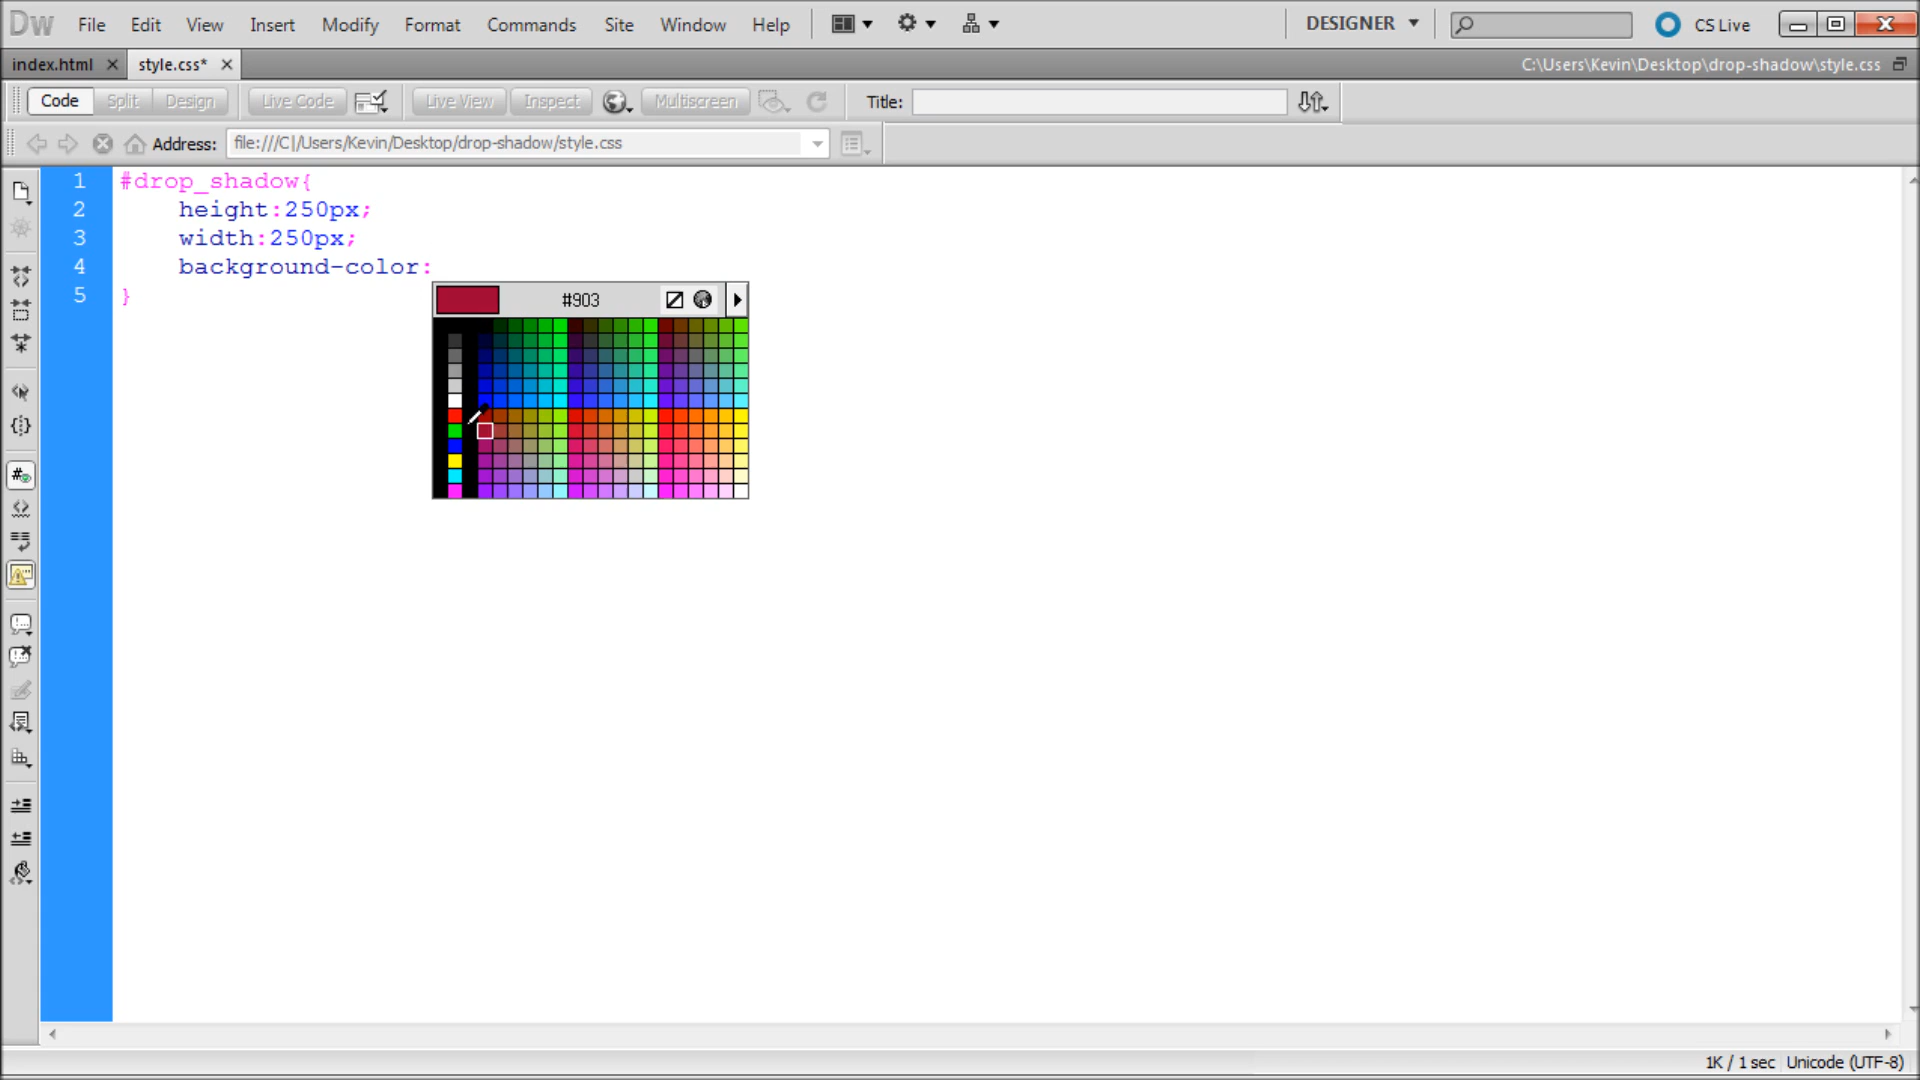 Dw File Edit View Insert Modify Format Commands Site Window Help DESIGNER CS Live
index.html style.css* C:\Users\Kevin\Desktop\drop-shadow\style.css
Code Split Design Live Code Live View Inspect Multiscreen Title:
Address: file:///C|/Users/Kevin/Desktop/drop-shadow/style.css
1 #drop_shadow{
2 height:250px;
3 width:250px;
4 background-color:
5 }
#903
1K / 1 sec Unicode (UTF-8)